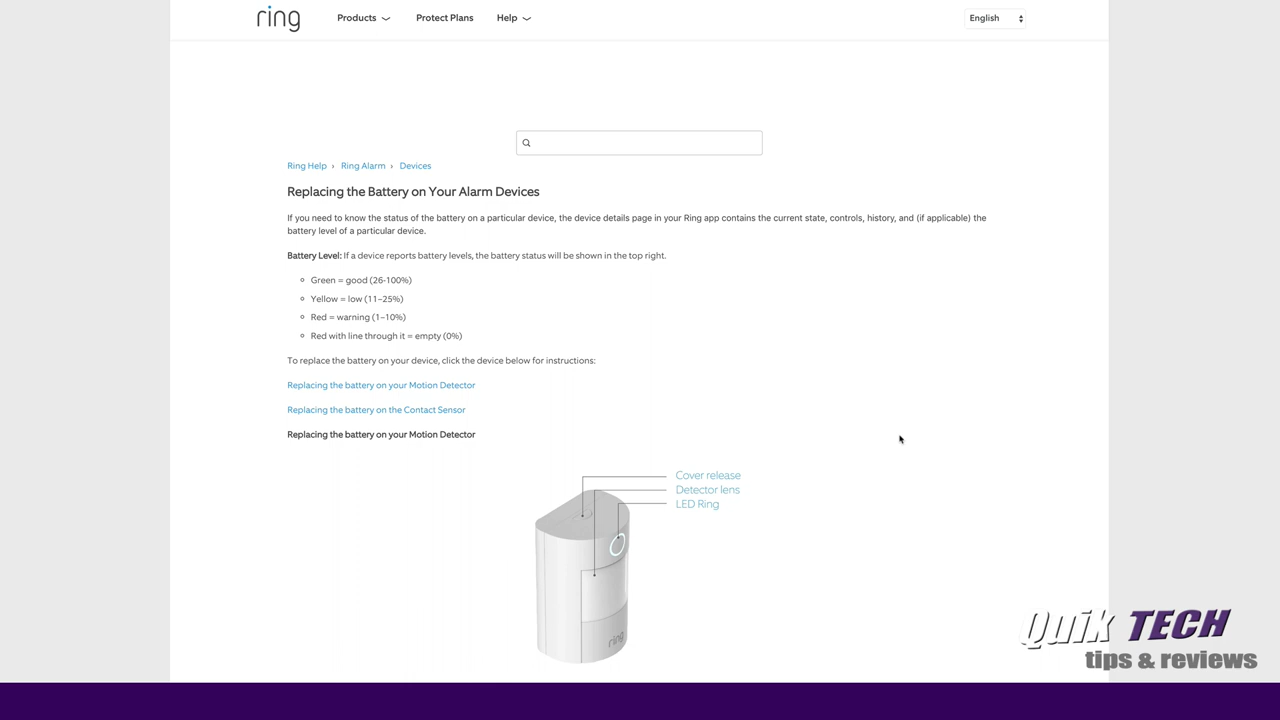 ring
Products
Protect Plans
Help
English
Ring Help › Ring Alarm › Devices
Replacing the Battery on Your Alarm Devices
If you need to know the status of the battery on a particular device, the device details page in your Ring app contains the current state, controls, history, and (if applicable) the
battery level of a particular device.
Battery Level: If a device reports battery levels, the battery status will be shown in the top right.
Green = good (26-100%)
Yellow = low (11–25%)
Red = warning (1–10%)
Red with line through it = empty (0%)
To replace the battery on your device, click the device below for instructions:
Replacing the battery on your Motion Detector
Replacing the battery on the Contact Sensor
Replacing the battery on your Motion Detector
Cover release
Detector lens
LED Ring
ring
Quik TECH
tips & reviews